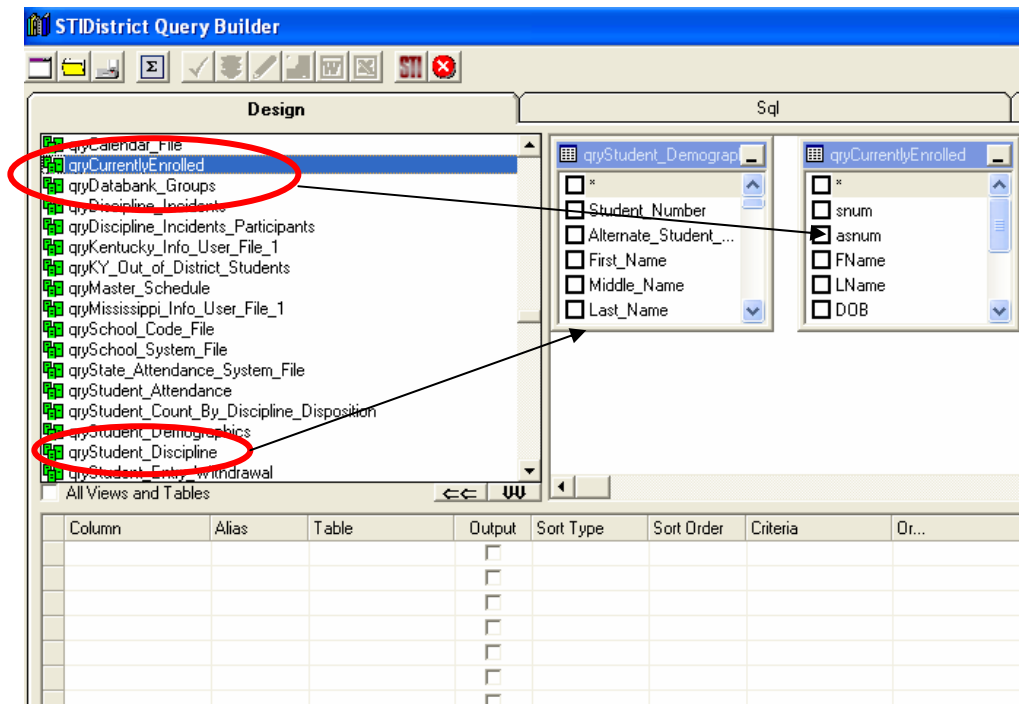 STIDistrict Query Builder
Σ W X STI
Design Sql
qryCalendar_File
qryCurrentlyEnrolled
qryDatabank_Groups
qryDiscipline_Incidents
qryDiscipline_Incidents_Participants
qryKentucky_Info_User_File_1
qryKY_Out_of_District_Students
qryMaster_Schedule
qryMississippi_Info_User_File_1
qrySchool_Code_File
qrySchool_System_File
qryState_Attendance_System_File
qryStudent_Attendance
qryStudent_Count_By_Discipline_Disposition
qryStudent_Demographics
qryStudent_Discipline
qryStudent_Entry_Withdrawal
All Views and Tables
qryStudent_Demograp
*
Student_Number
Alternate_Student_...
First_Name
Middle_Name
Last_Name
qryCurrentlyEnrolled
*
snum
asnum
FName
LName
DOB
Column Alias Table Output Sort Type Sort Order Criteria Or...